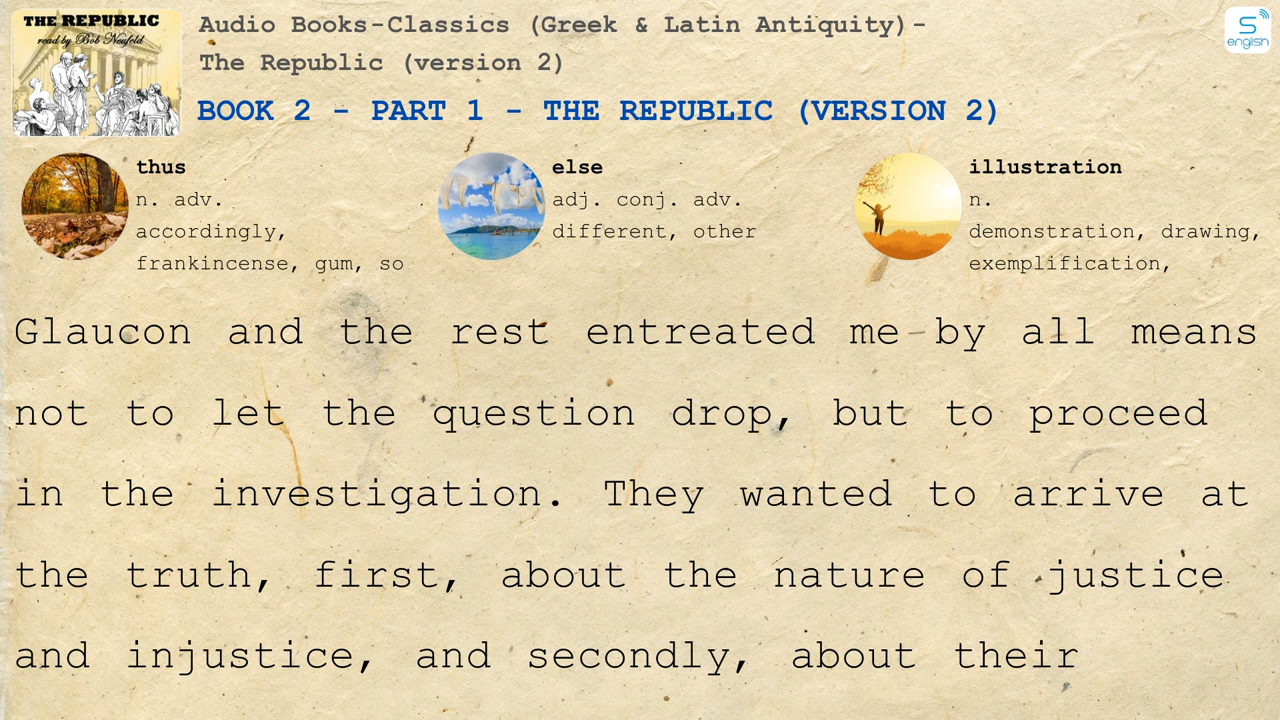 THE REPUBLIC
read by Bob Neufeld
Audio Books-Classics (Greek & Latin Antiquity)-
The Republic (version 2)
BOOK 2 - PART 1 - THE REPUBLIC (VERSION 2)
S
english
thus
n. adv.
accordingly,
frankincense, gum, so
else
adj. conj. adv.
different, other
illustration
n.
demonstration, drawing,
exemplification,
Glaucon and the rest entreated me by all means
not to let the question drop, but to proceed
in the investigation. They wanted to arrive at
the truth, first, about the nature of justice
and injustice, and secondly, about their